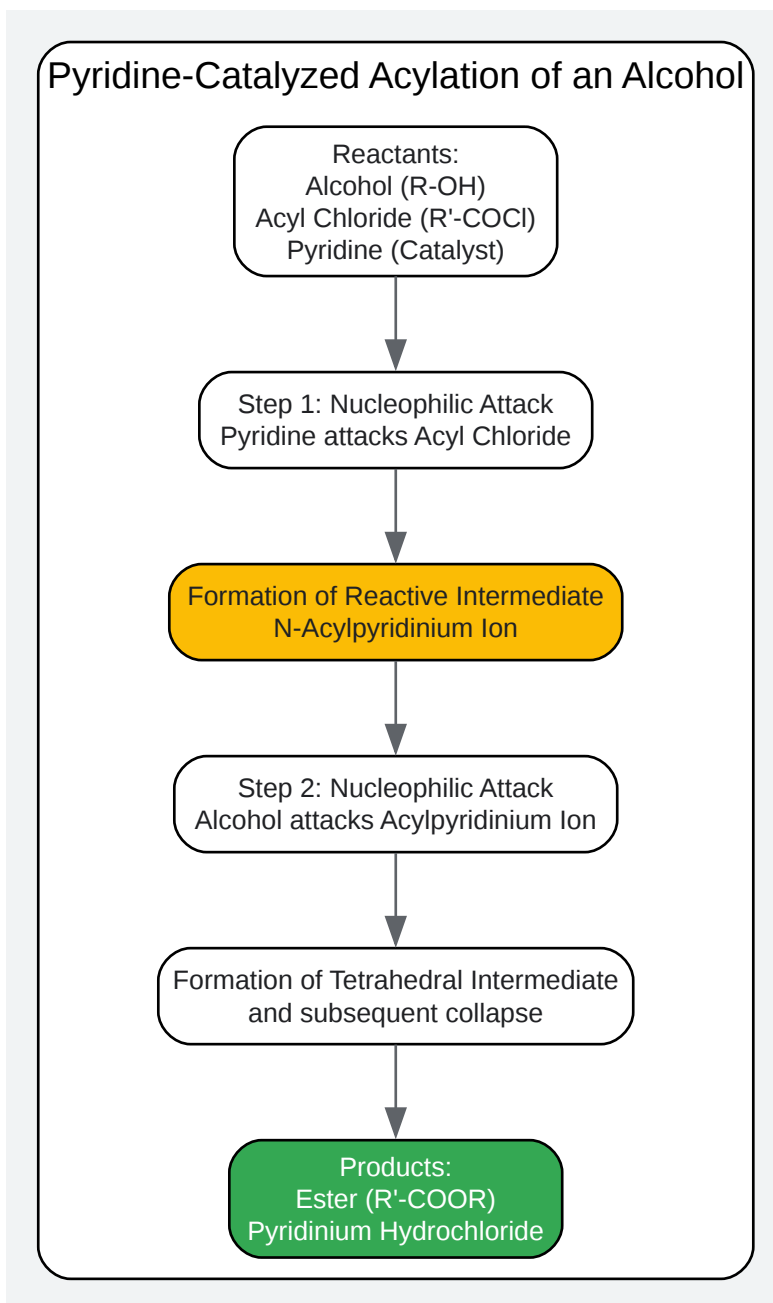 Pyridine-Catalyzed Acylation of an Alcohol
Reactants:
Alcohol (R-OH)
Acyl Chloride (R'-COCl)
Pyridine (Catalyst)
Step 1: Nucleophilic Attack
Pyridine attacks Acyl Chloride
Formation of Reactive Intermediate
N-Acylpyridinium Ion
Step 2: Nucleophilic Attack
Alcohol attacks Acylpyridinium Ion
Formation of Tetrahedral Intermediate
and subsequent collapse
Products:
Ester (R'-COOR)
Pyridinium Hydrochloride